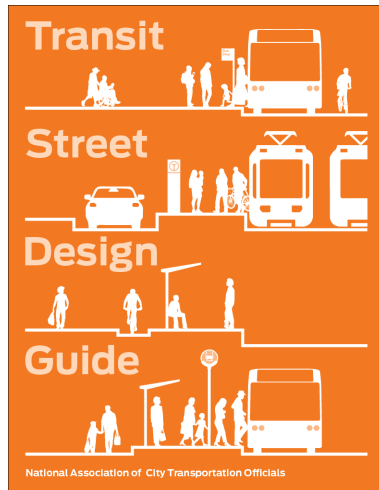 Transit
Street
T
Design
Guide
National Association of City Transportation Officials